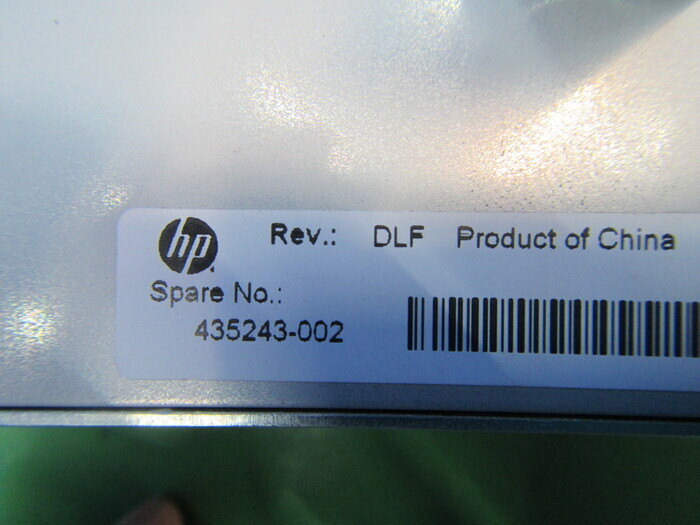 hp Rev.: DLF Product of China
Spare No.:
435243-002